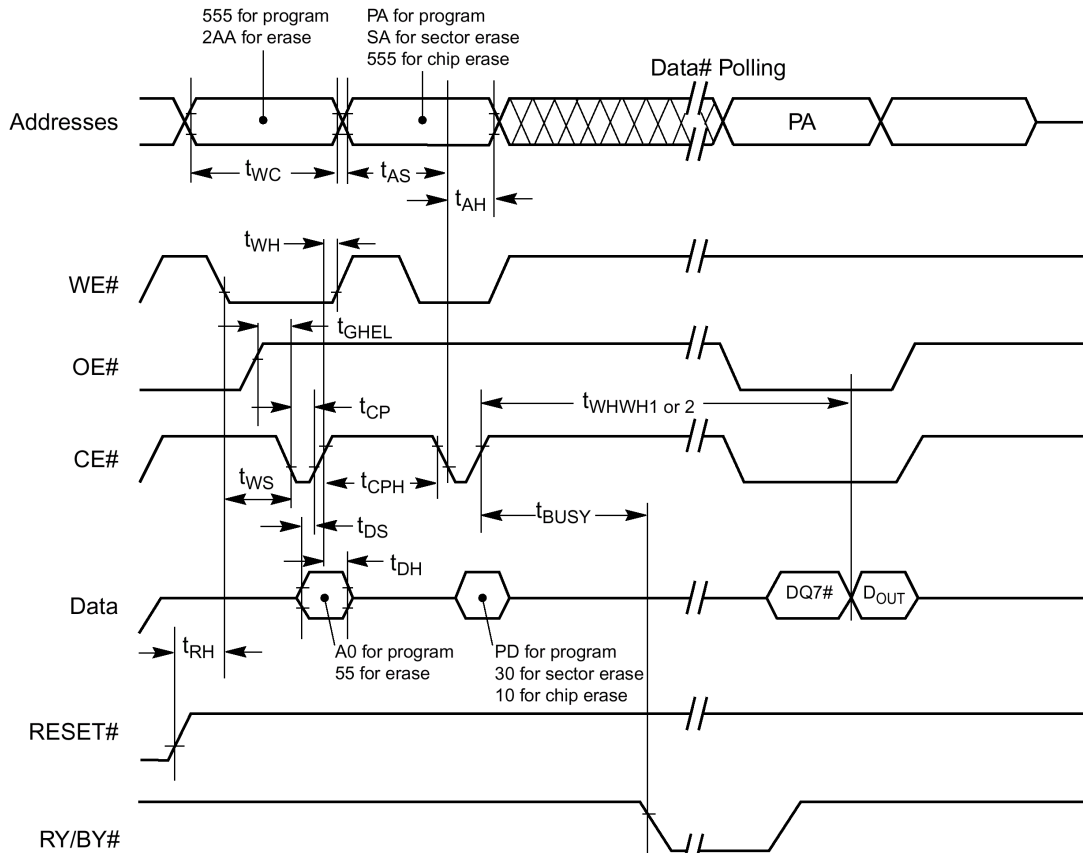 555 for program
2AA for erase
PA for program
SA for sector erase
555 for chip erase
Data# Polling
Addresses
PA
tWC
tAS
tAH
tWH
WE#
tGHEL
OE#
tCP
tWHWH1 or 2
CE#
tWS
tCPH
tBUSY
tDS
tDH
Data
DQ7#
DOUT
tRH
A0 for program
55 for erase
PD for program
30 for sector erase
10 for chip erase
RESET#
RY/BY#